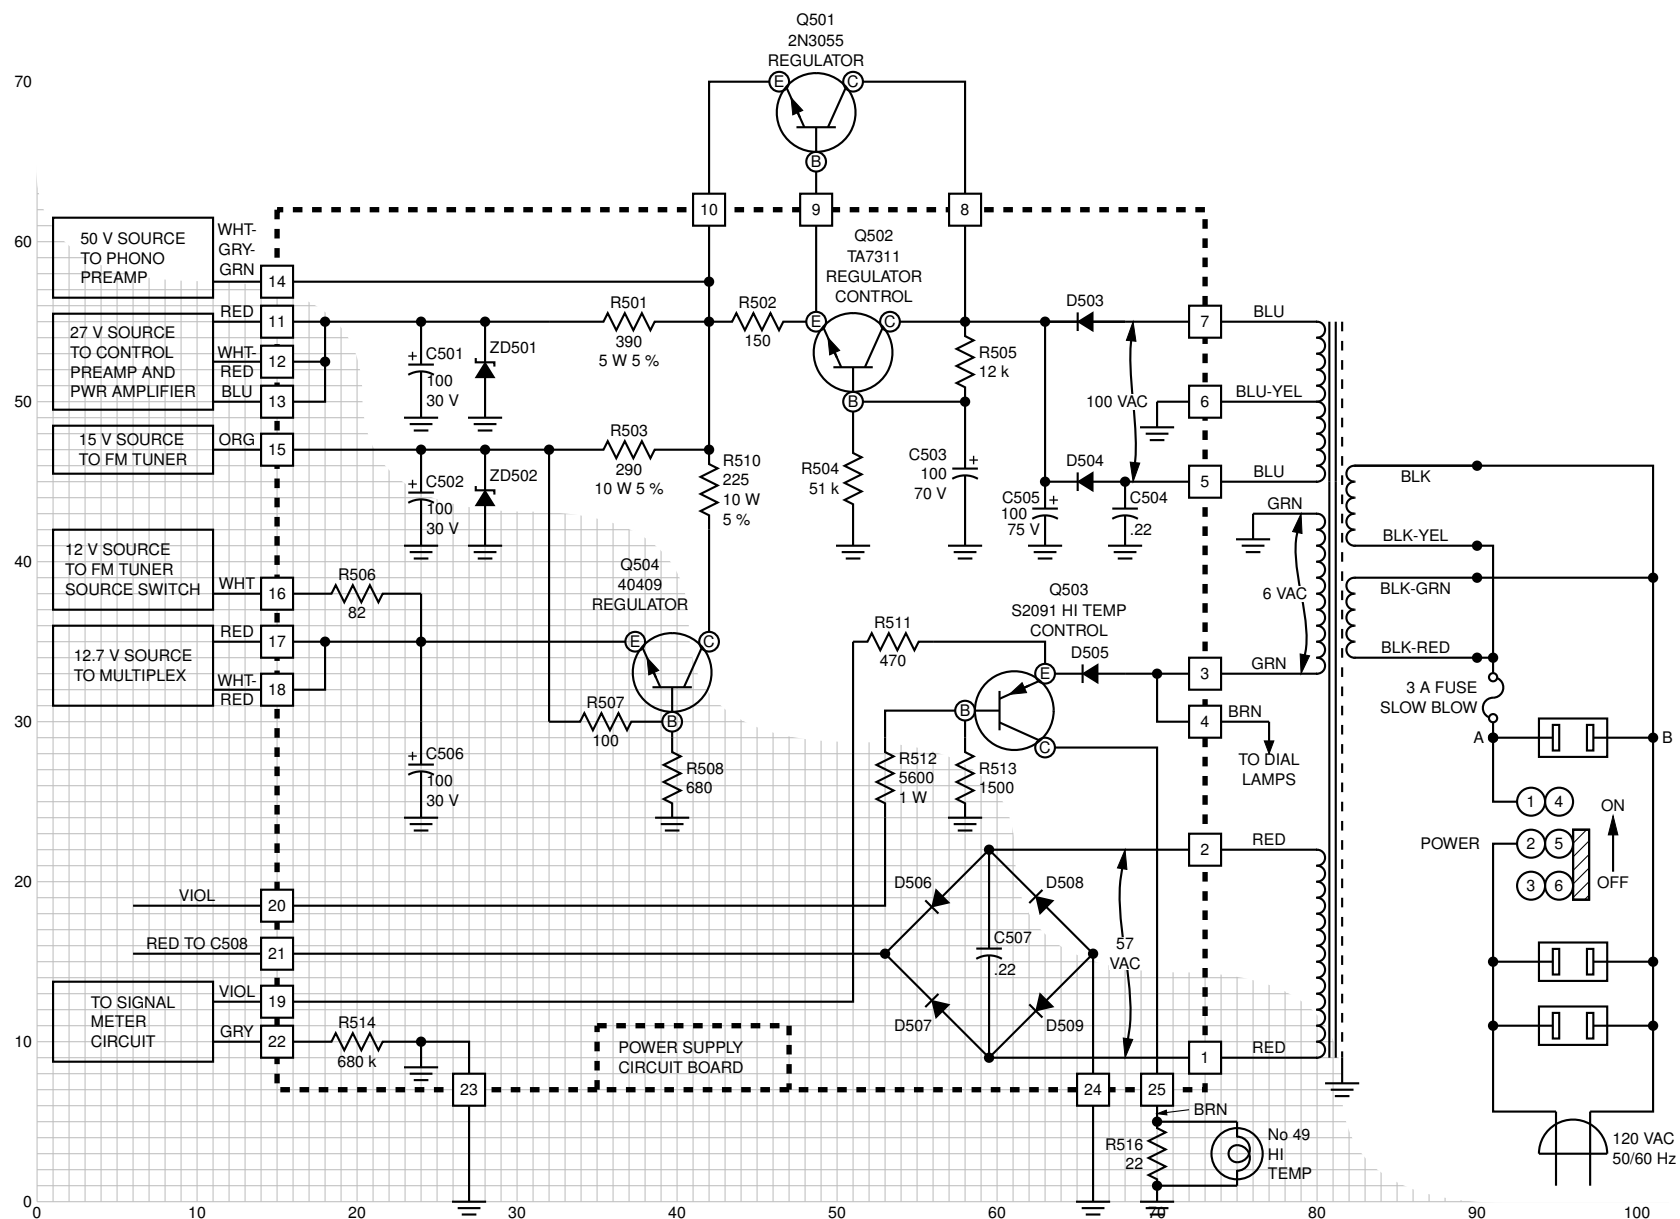 Q501
2N3055
REGULATOR
70
E
C
B
10
9
8
50 V SOURCE
TO PHONO
PREAMP
WHT-
GRY-
GRN
14
60
Q502
TA7311
REGULATOR
CONTROL
27 V SOURCE
TO CONTROL
PREAMP AND
PWR AMPLIFIER
RED
11
WHT-
RED
12
BLU
13
50
+
C501
100
30 V
ZD501
R501
390
5 W 5 %
R502
150
E
C
B
R505
12 k
D503
7
BLU
100 VAC
6
BLU-YEL
15 V SOURCE
TO FM TUNER
ORG
15
+
C502
100
30 V
ZD502
R503
290
10 W 5 %
R510
225
10 W
5 %
R504
51 k
C503
100
70 V
+
D504
5
BLU
C505
100
75 V
+
C504
.22
GRN
BLK
BLK-YEL
12 V SOURCE
TO FM TUNER
SOURCE SWITCH
WHT
16
40
R506
82
Q504
40409
REGULATOR
Q503
S2091 HI TEMP
CONTROL
6 VAC
BLK-GRN
12.7 V SOURCE
TO MULTIPLEX
RED
17
WHT-
RED
18
E
C
B
R511
470
D505
E
B
C
3
GRN
BLK-RED
3 A FUSE
SLOW BLOW
30
R507
100
4
BRN
TO DIAL
LAMPS
A
B
+
C506
100
30 V
R508
680
R512
5600
1 W
R513
1500
1
4
ON
POWER
2
5
3
6
OFF
2
RED
20
VIOL
20
D506
D508
RED TO C508
21
C507
.22
57
VAC
TO SIGNAL
METER
CIRCUIT
VIOL
19
GRY
22
10
R514
680 k
D507
D509
POWER SUPPLY
CIRCUIT BOARD
1
RED
23
24
25
BRN
R516
22
No 49
HI
TEMP
120 VAC
50/60 Hz
0
0
10
20
30
40
50
60
70
80
90
100